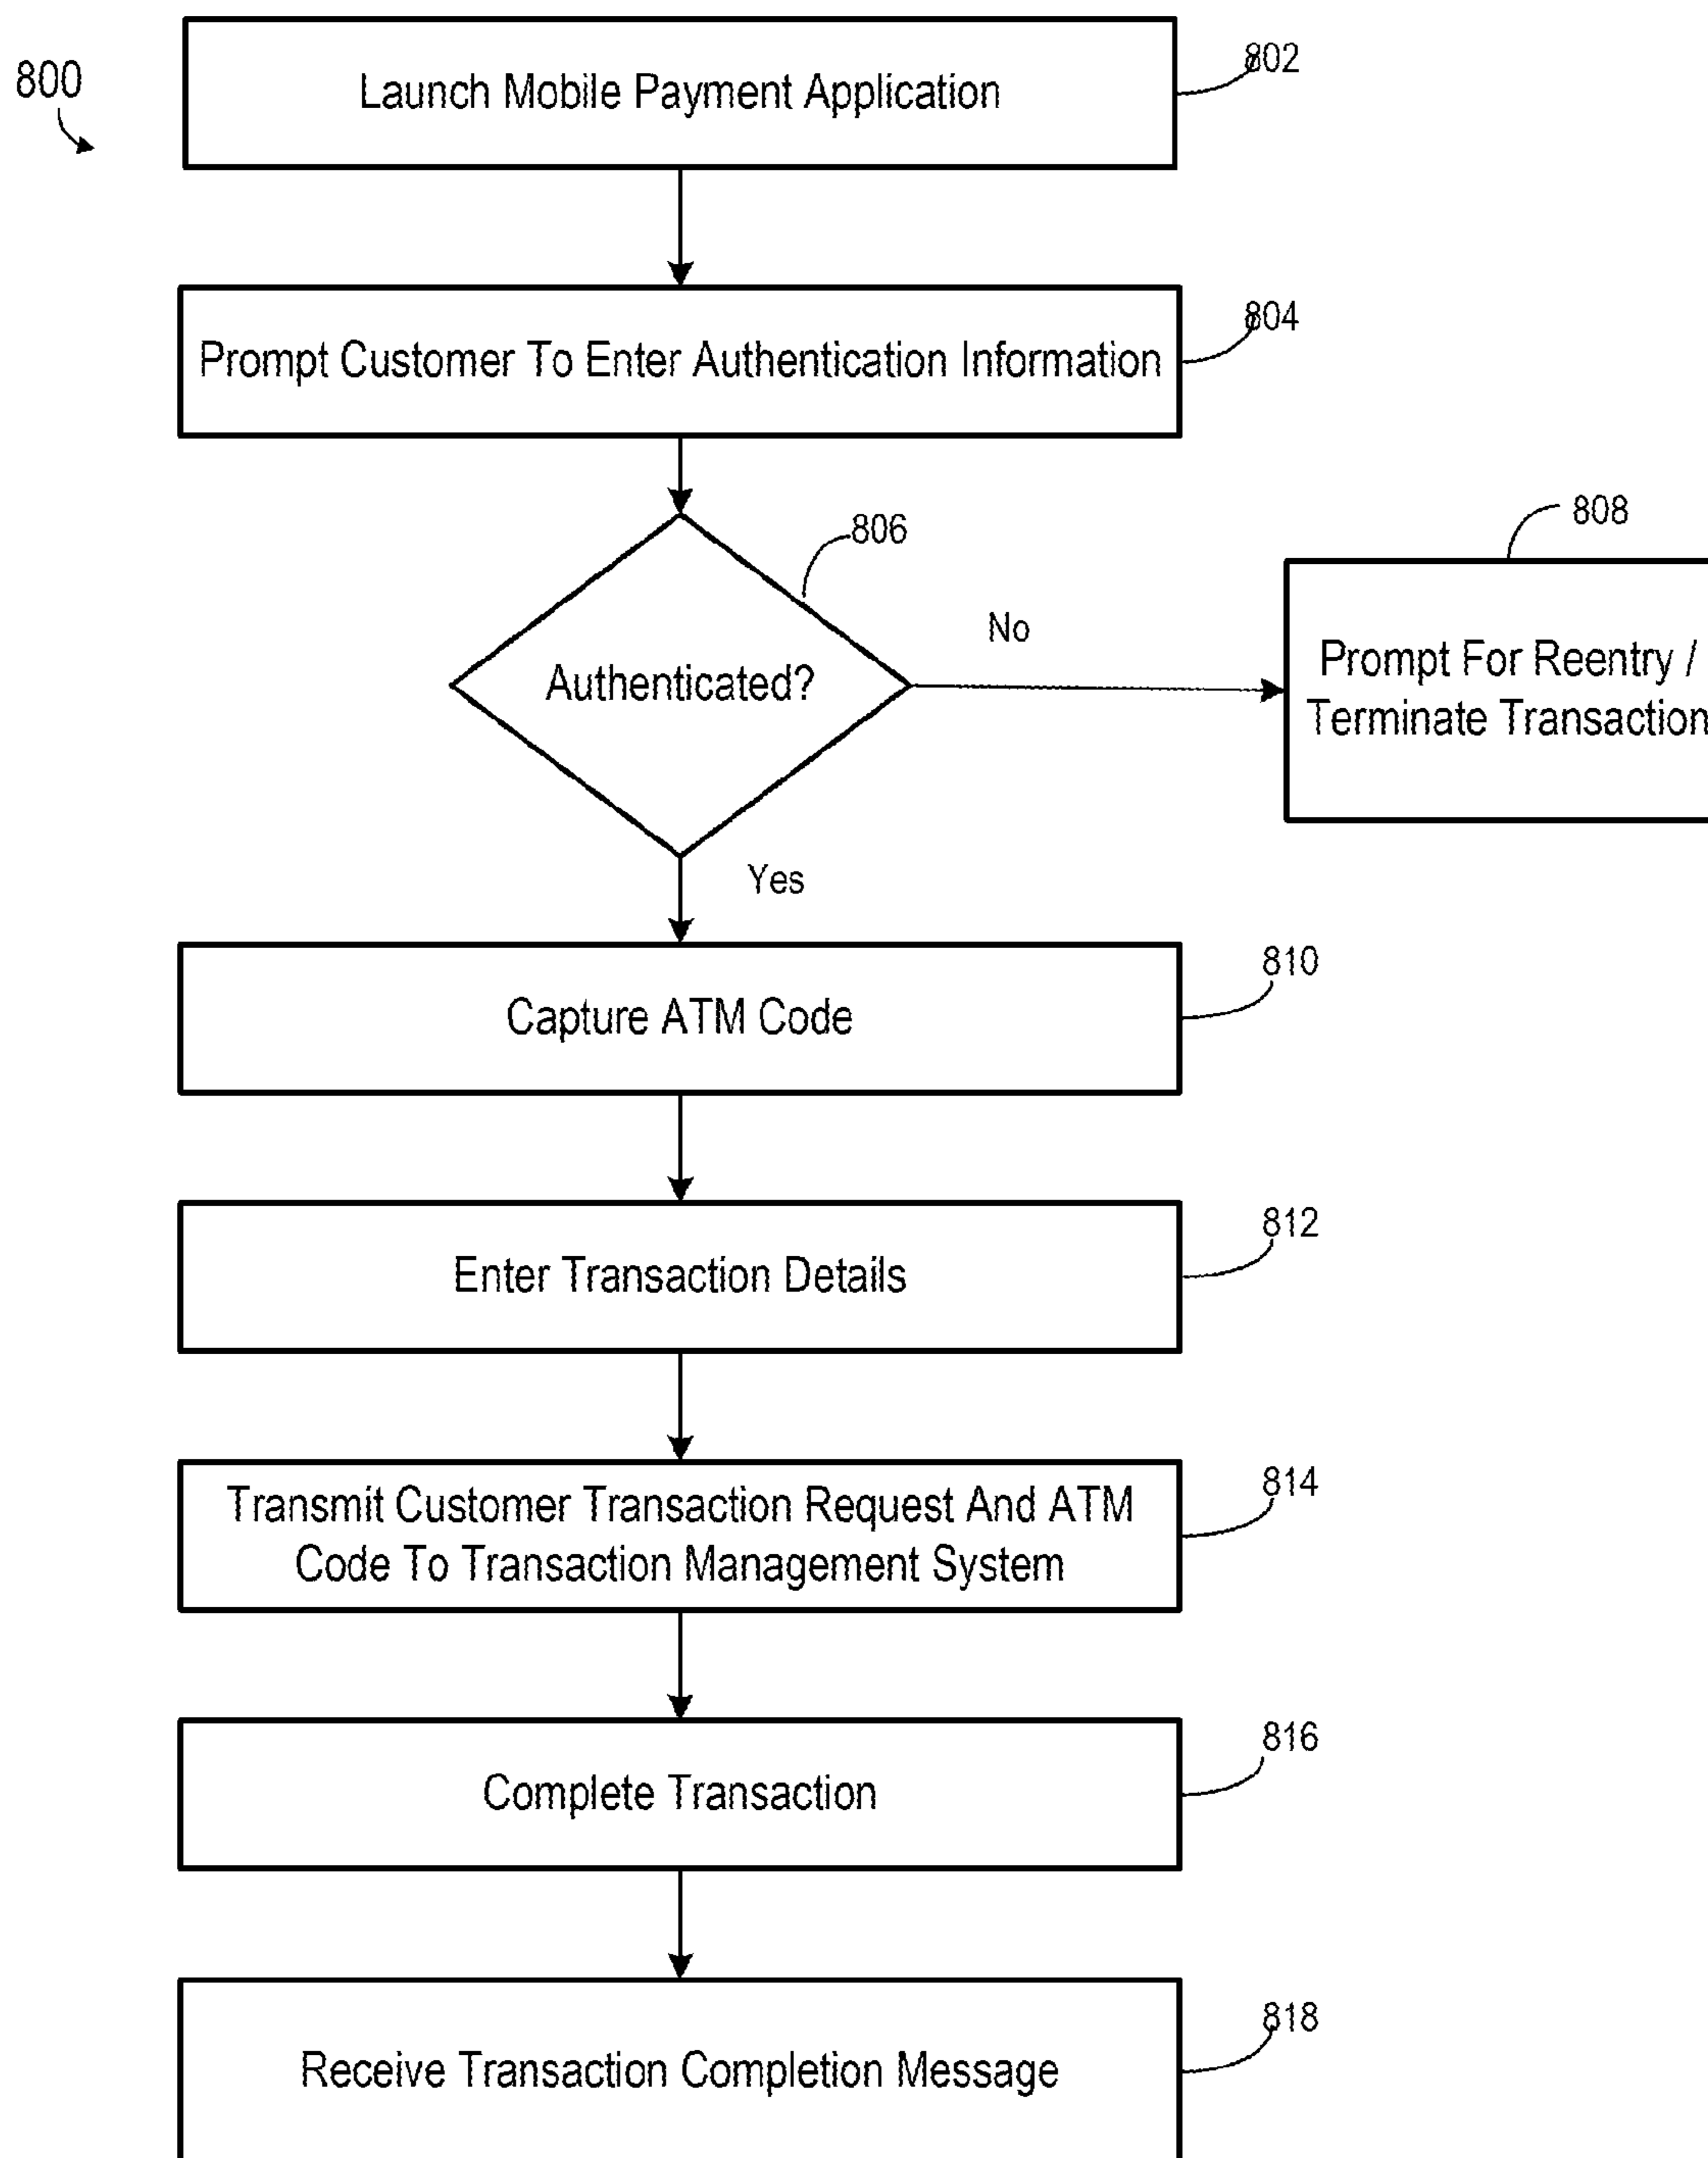 800
Launch Mobile Payment Application
802
Prompt Customer To Enter Authentication Information
804
Authenticated?
806
No
808
Prompt For Reentry /
Terminate Transaction
Yes
Capture ATM Code
810
Enter Transaction Details
812
Transmit Customer Transaction Request And ATM
Code To Transaction Management System
814
Complete Transaction
816
Receive Transaction Completion Message
818